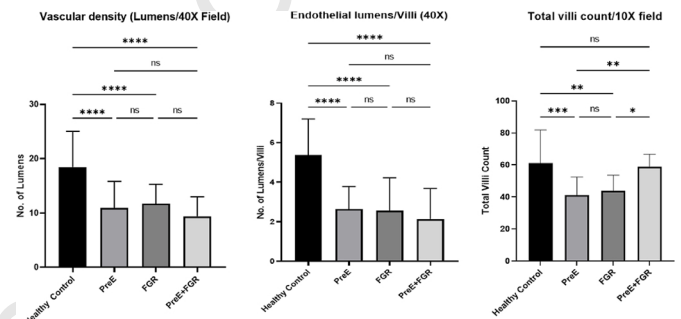 Vascular density (Lumens/40X Field)
****
ns
****
**** ns ns
No. of Lumens
30
20
10
0
Healthy Control
PreE
FGR
PreE+FGR
Endothelial lumens/Villi (40X)
****
ns
****
**** ns ns
No. of Lumens/Villi
8
6
4
2
0
Healthy Control
PreE
FGR
PreE+FGR
Total villi count/10X field
ns
**
**
*** ns *
Total Villi Count
100
80
60
40
20
0
Healthy Control
PreE
FGR
PreE+FGR